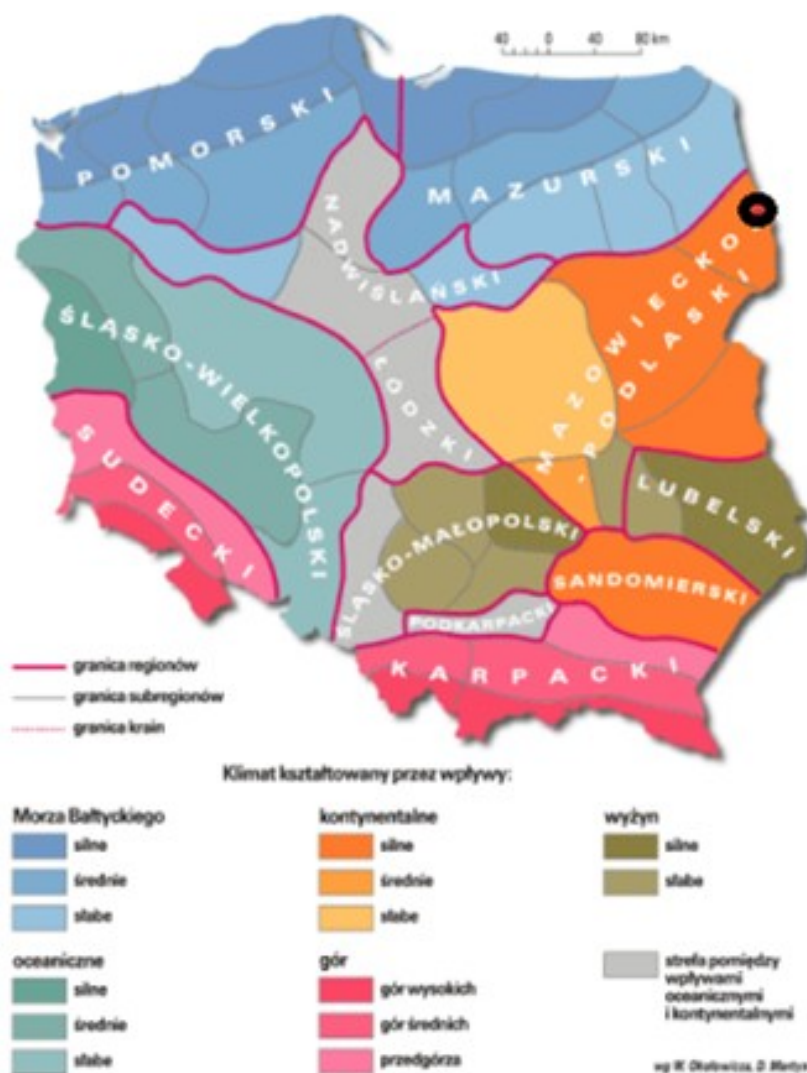 40 0 40 80 km
POMORSKI
MAZURSKI
NADWIŚLAŃSKI
MAZOWIECKO
-PODLASKI
ŚLĄSKO-WIELKOPOLSKI
ŁÓDZKI
SUDECKI
LUBELSKI
ŚLĄSKO-MAŁOPOLSKI
SANDOMIERSKI
PODKARPACKI
KARPACKI
granica regionów
granica subregionów
granica krain
Klimat kształtowany przez wpływy:
Morza Bałtyckiego
silne
średnie
słabe
kontynentalne
silne
średnie
słabe
wyżyn
silne
słabe
oceaniczne
silne
średnie
słabe
gór
gór wysokich
gór średnich
przedgórza
strefa pomiędzy
wpływami
oceanicznymi
i kontynentalnymi
wg W. Okołowicza, D. Martyn